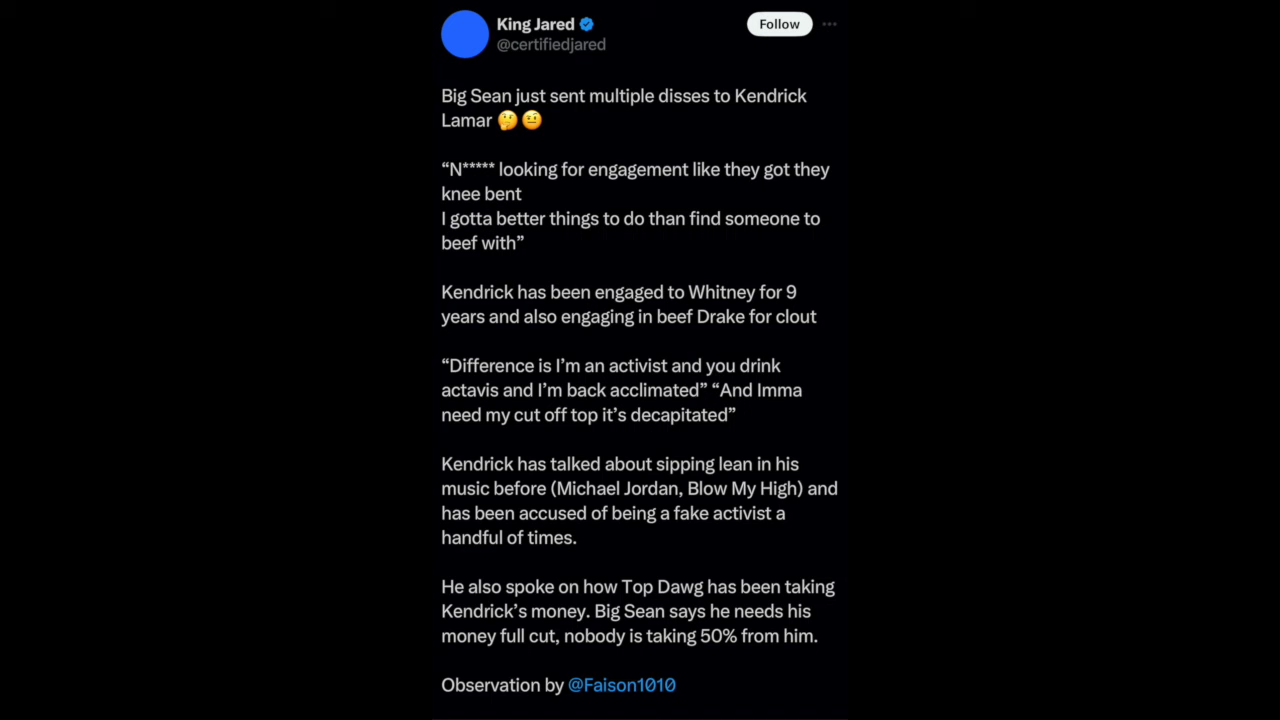 King Jared
Follow
@certifiedjared
Big Sean just sent multiple disses to Kendrick
Lamar 🤔🤨
“N***** looking for engagement like they got they
knee bent
I gotta better things to do than find someone to
beef with”
Kendrick has been engaged to Whitney for 9
years and also engaging in beef Drake for clout
“Difference is I’m an activist and you drink
actavis and I’m back acclimated” “And Imma
need my cut off top it’s decapitated”
Kendrick has talked about sipping lean in his
music before (Michael Jordan, Blow My High) and
has been accused of being a fake activist a
handful of times.
He also spoke on how Top Dawg has been taking
Kendrick’s money. Big Sean says he needs his
money full cut, nobody is taking 50% from him.
Observation by @Faison1010